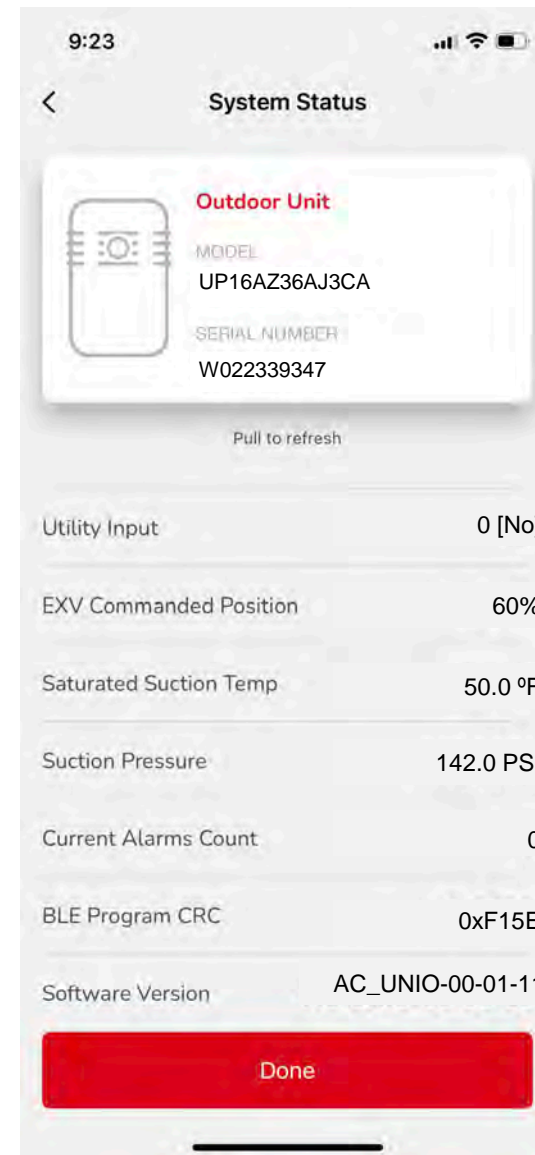 9:23
System Status
Outdoor Unit
MODEL
UP16AZ36AJ3CA
SERIAL NUMBER
W022339347
Pull to refresh
Utility Input 0 [No
EXV Commanded Position 60%
Saturated Suction Temp 50.0 ºF
Suction Pressure 142.0 PS
Current Alarms Count 0
BLE Program CRC 0xF15E
Software Version AC_UNIO-00-01-11
Done